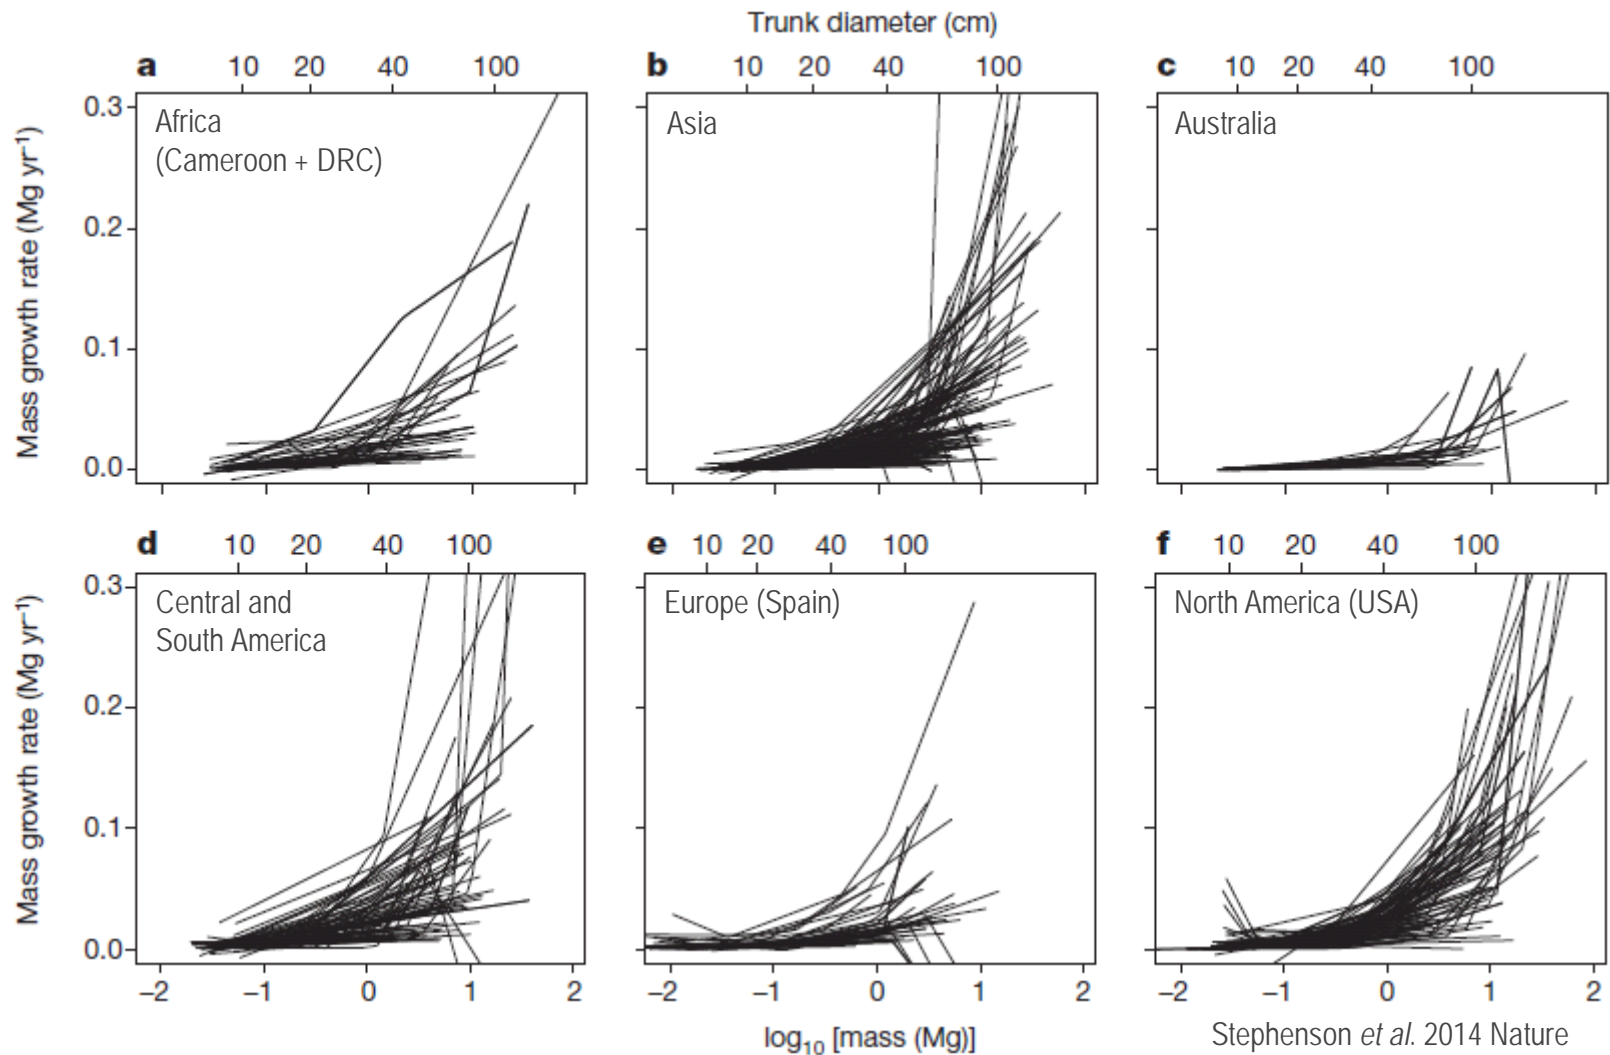 Trunk diameter (cm)
a 10 20 40 100 b 10 20 40 100 c 10 20 40 100
Mass growth rate (Mg yr⁻¹)
0.3
0.2
0.1
0.0
Africa
(Cameroon + DRC)
Asia
Australia
d 10 20 40 100 e 10 20 40 100 f 10 20 40 100
Mass growth rate (Mg yr⁻¹)
0.3
0.2
0.1
0.0
Central and
South America
Europe (Spain)
North America (USA)
−2 −1 0 1 2 −2 −1 0 1 2 −2 −1 0 1 2
log₁₀ [mass (Mg)]
Stephenson et al. 2014 Nature